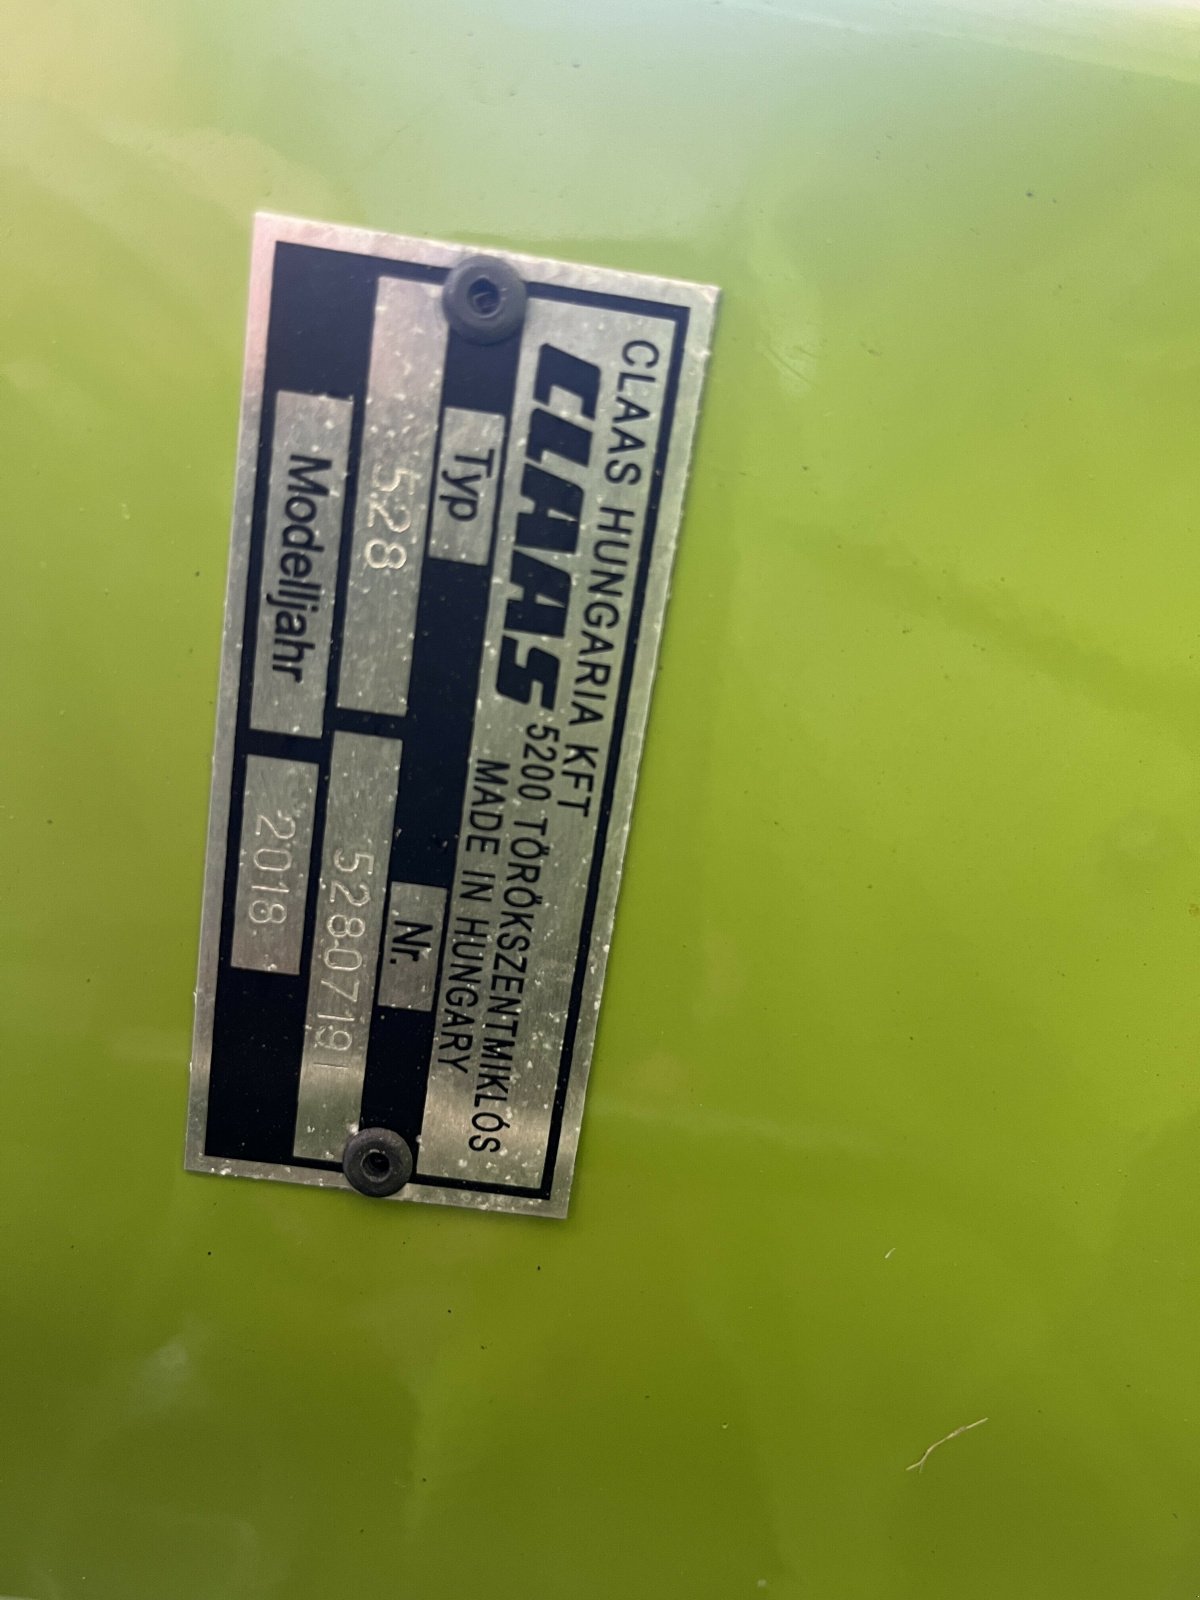 CLAAS HUNGARIA KFT
CLAAS 5200 TÖRÖKSZENTMIKLÓS
MADE IN HUNGARY
Typ Nr.
528 52807191
Modelljahr 2018